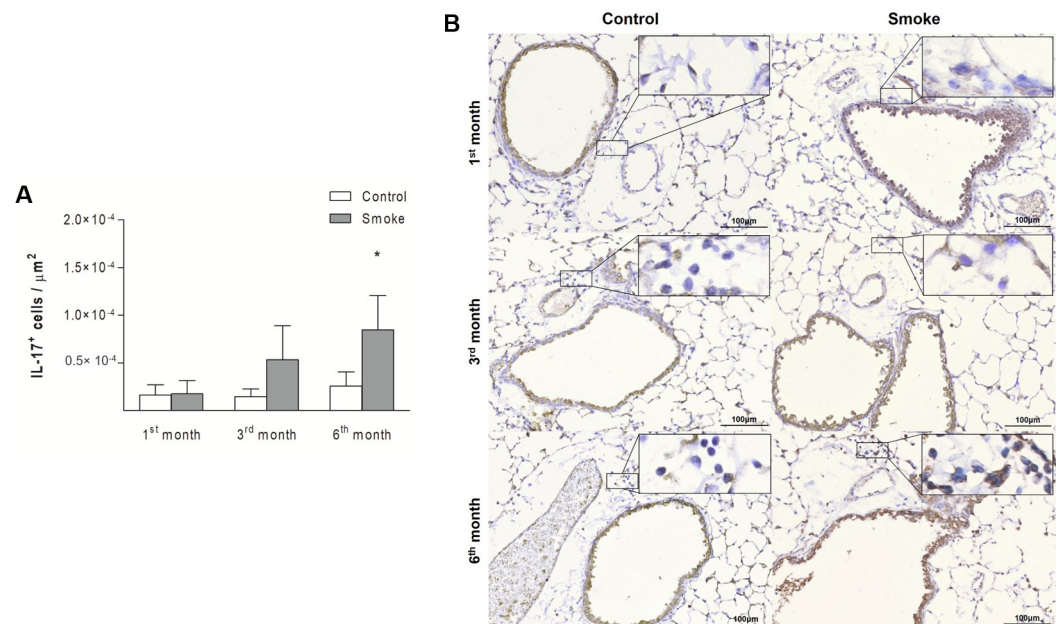 A
Control
Smoke
2.0× 10⁻⁴
1.5× 10⁻⁴
1.0× 10⁻⁴
0.5× 10⁻⁴
IL-17⁺ cells / μm²
1ˢᵗ month
3ʳᵈ month
6ᵗʰ month
*
B
Control
Smoke
1ˢᵗ month
100μm
100μm
3ʳᵈ month
100μm
100μm
6ᵗʰ month
100μm
100μm